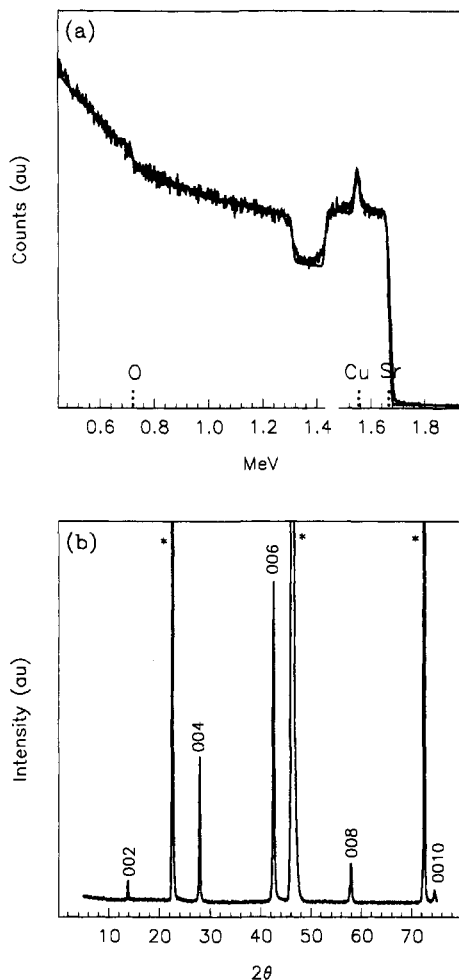 (a)
Counts (au)
O
Cu
Sr
0.6 0.8 1.0 1.2 1.4 1.6 1.8
MeV
(b)
Intensity (au)
*
006
*
*
004
002
008
0010
10 20 30 40 50 60 70 80
2θ